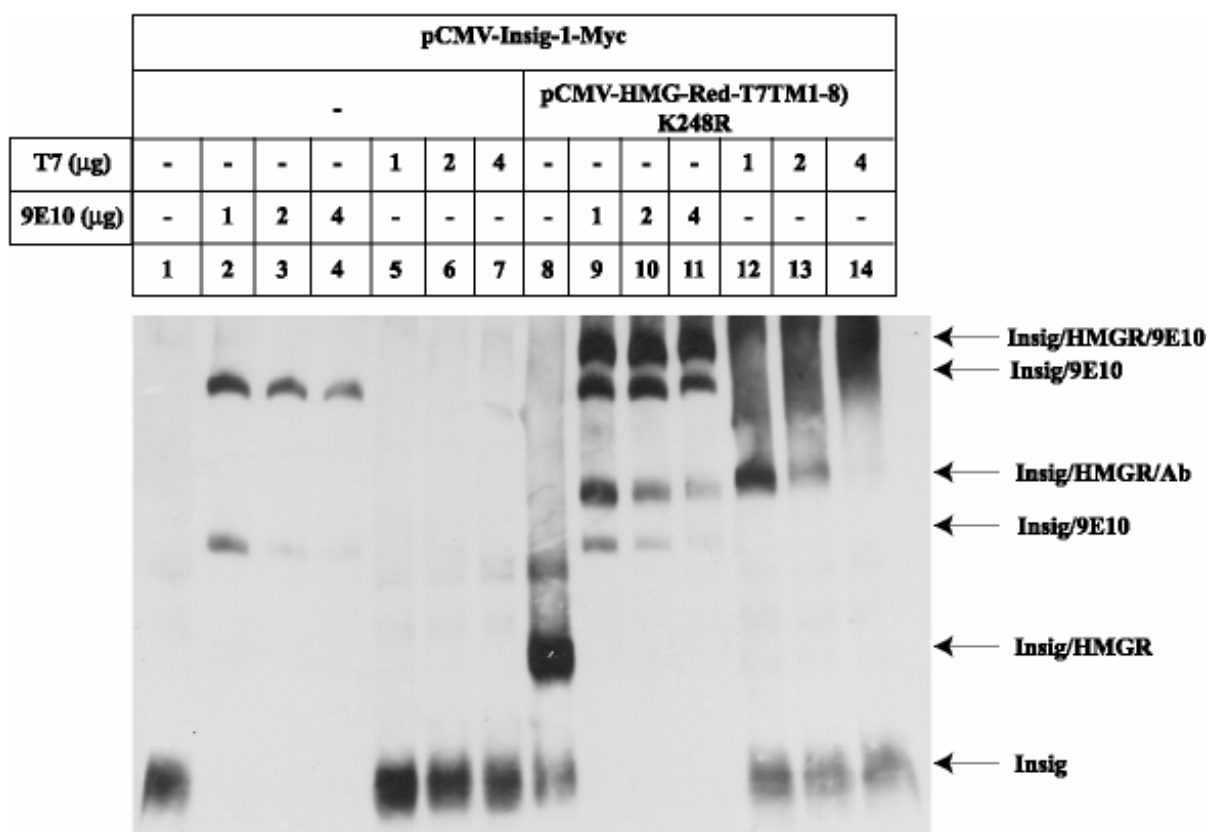 pCMV-Insig-1-Myc
- pCMV-HMG-Red-T7TM1-8)
K248R
T7 (µg) - - - - 1 2 4 - - - - 1 2 4
9E10 (µg) - 1 2 4 - - - - 1 2 4 - - -
1 2 3 4 5 6 7 8 9 10 11 12 13 14
Insig/HMGR/9E10
Insig/9E10
Insig/HMGR/Ab
Insig/9E10
Insig/HMGR
Insig